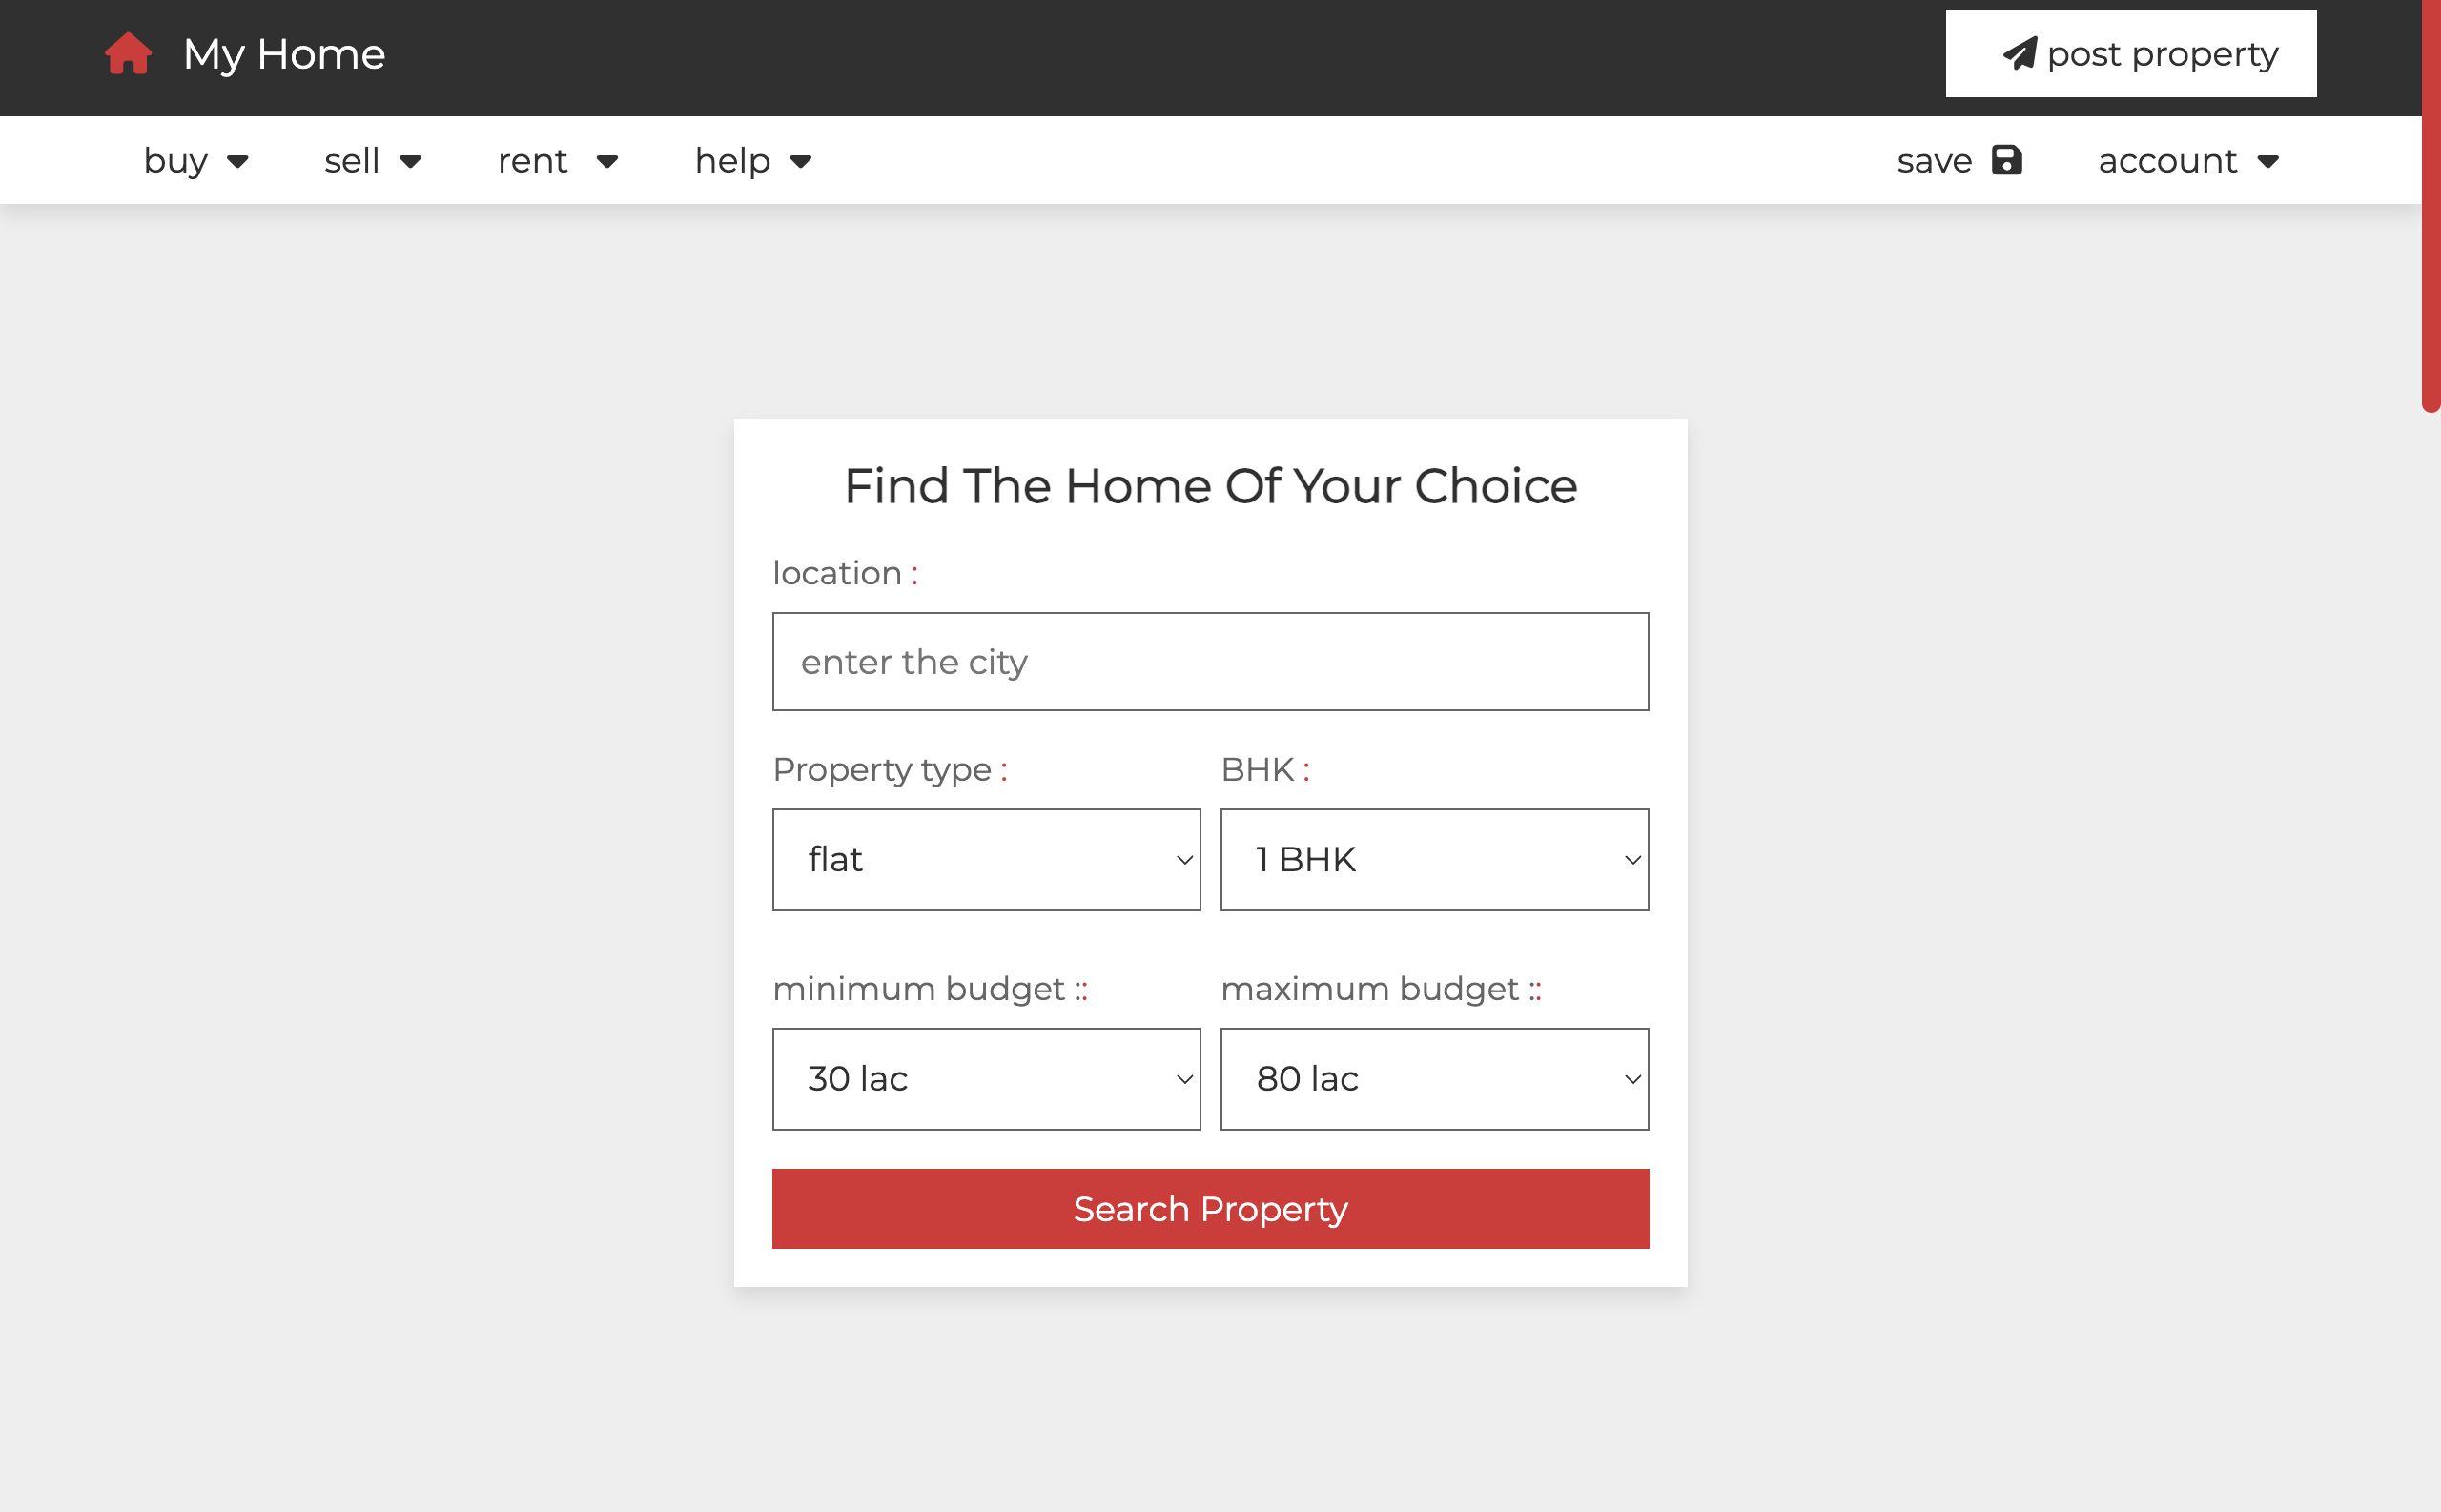 My Home
post property
buy sell rent help save account
Find The Home Of Your Choice
location :
enter the city
Property type : BHK :
flat 1 BHK
minimum budget :: maximum budget ::
30 lac 80 lac
Search Property